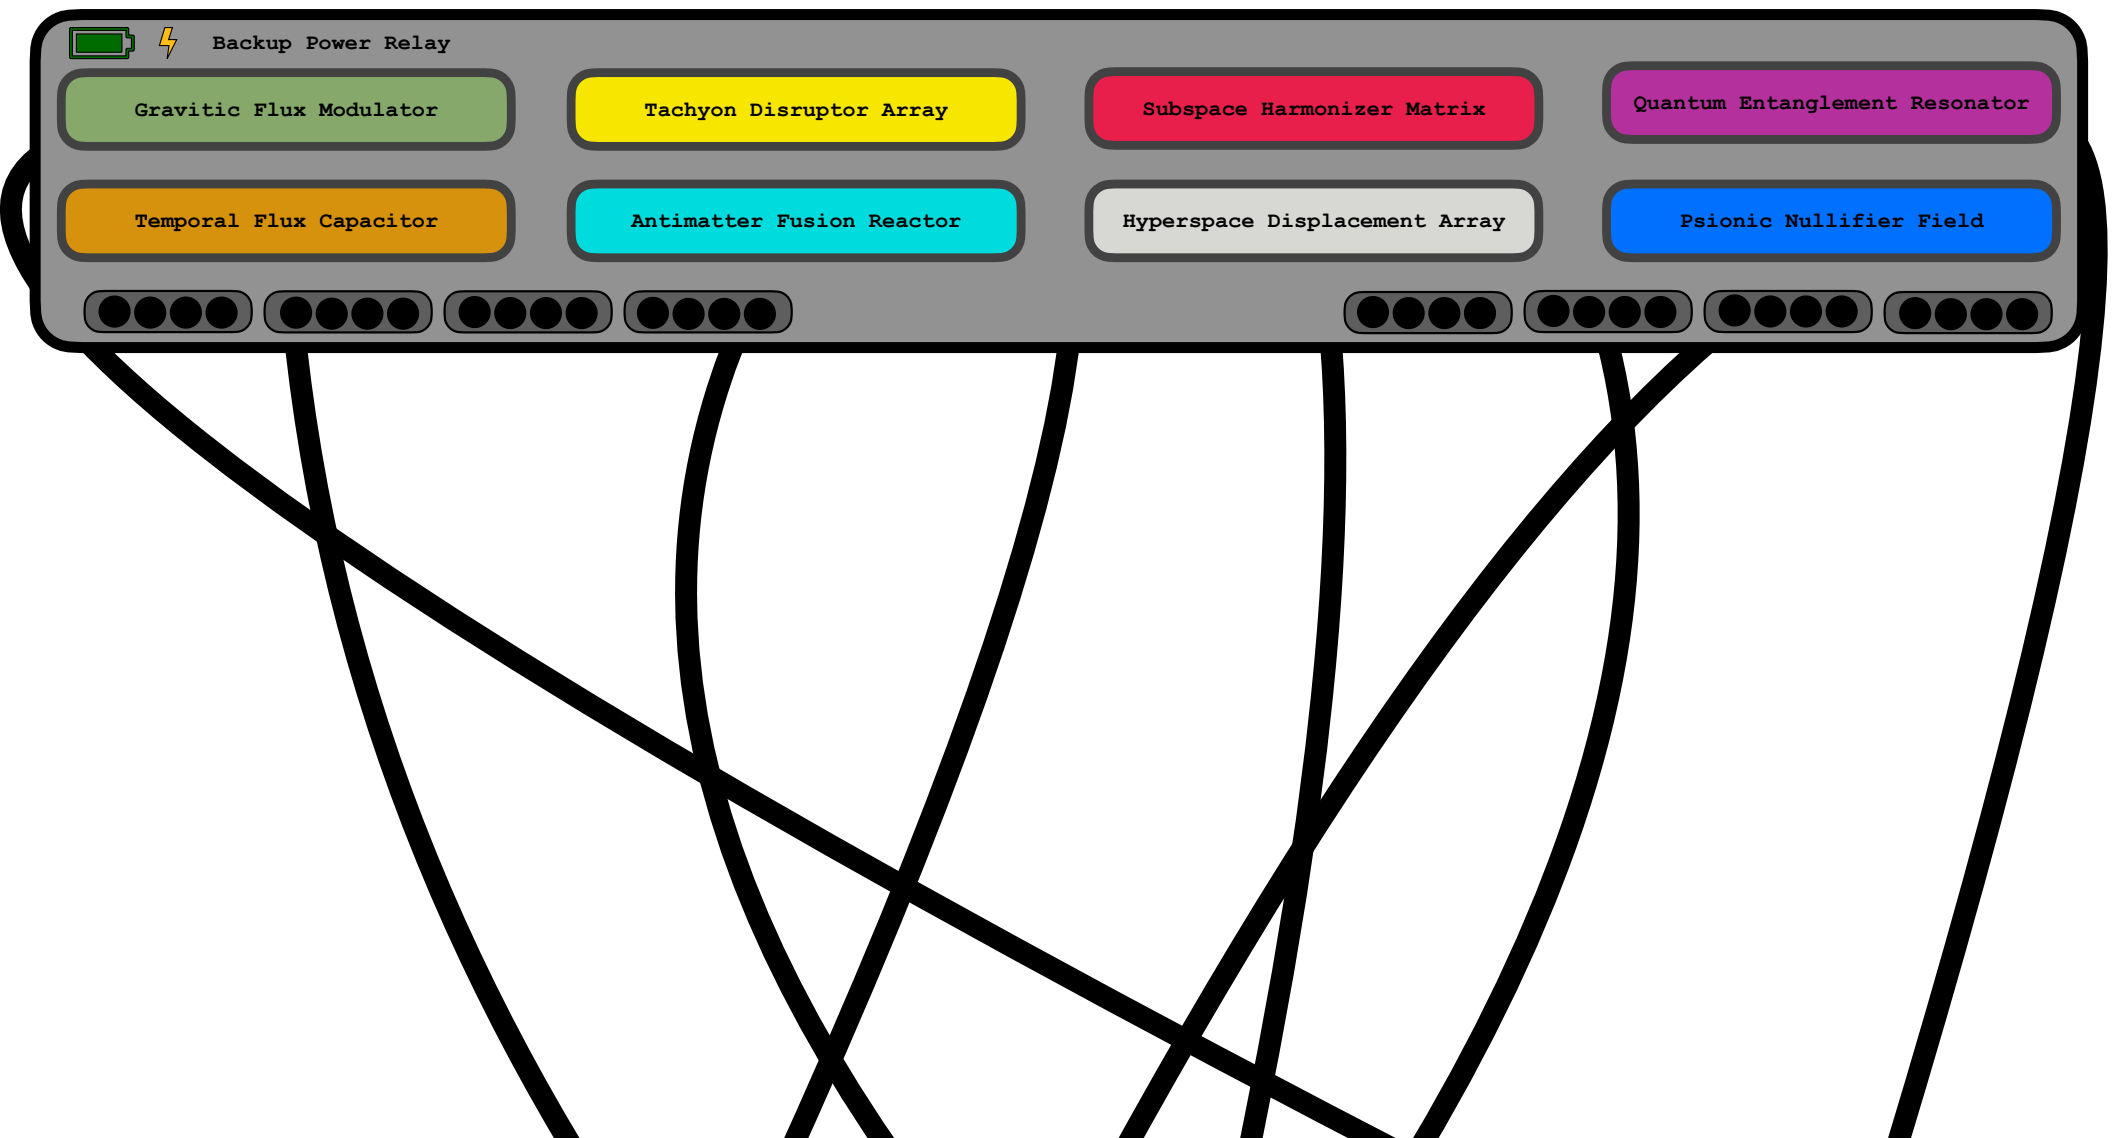 Backup Power Relay
Gravitic Flux Modulator
Tachyon Disruptor Array
Subspace Harmonizer Matrix
Quantum Entanglement Resonator
Temporal Flux Capacitor
Antimatter Fusion Reactor
Hyperspace Displacement Array
Psionic Nullifier Field